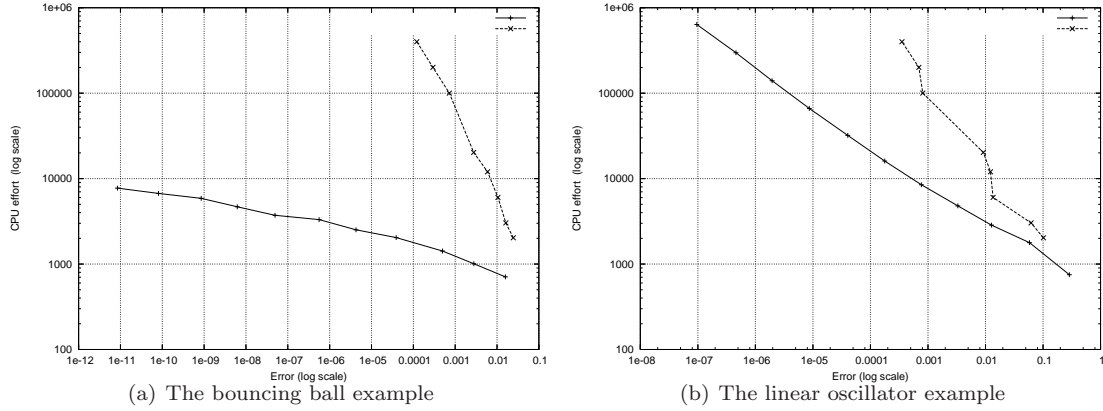 1e+06
100000
10000
1000
100
CPU effort (log scale)
1e-12 1e-11 1e-10 1e-09 1e-08 1e-07 1e-06 1e-05 0.0001 0.001 0.01 0.1
Error (log scale)
(a) The bouncing ball example
1e+06
100000
10000
1000
100
CPU effort (log scale)
1e-08 1e-07 1e-06 1e-05 0.0001 0.001 0.01 0.1 1
Error (log scale)
(b) The linear oscillator example